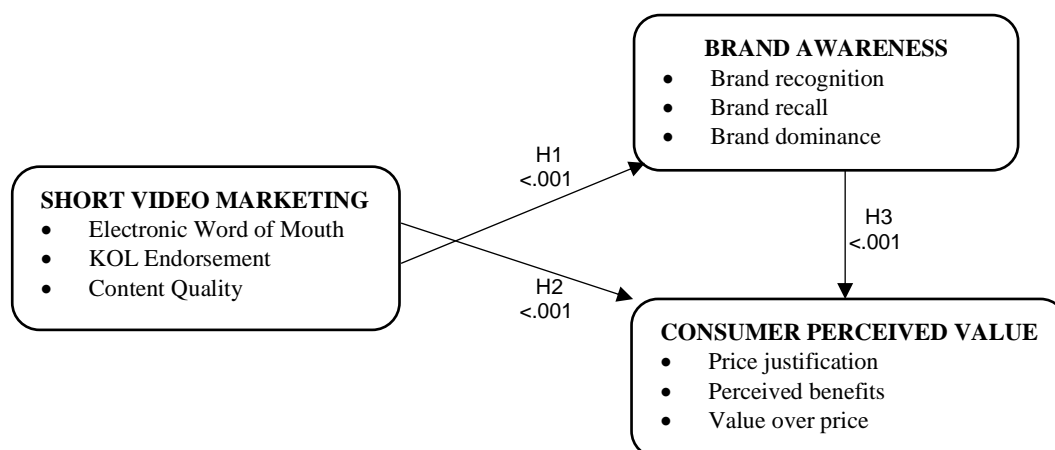 BRAND AWARENESS
• Brand recognition
• Brand recall
• Brand dominance
H1
<.001
SHORT VIDEO MARKETING
• Electronic Word of Mouth
• KOL Endorsement
• Content Quality
H3
<.001
H2
<.001
CONSUMER PERCEIVED VALUE
• Price justification
• Perceived benefits
• Value over price